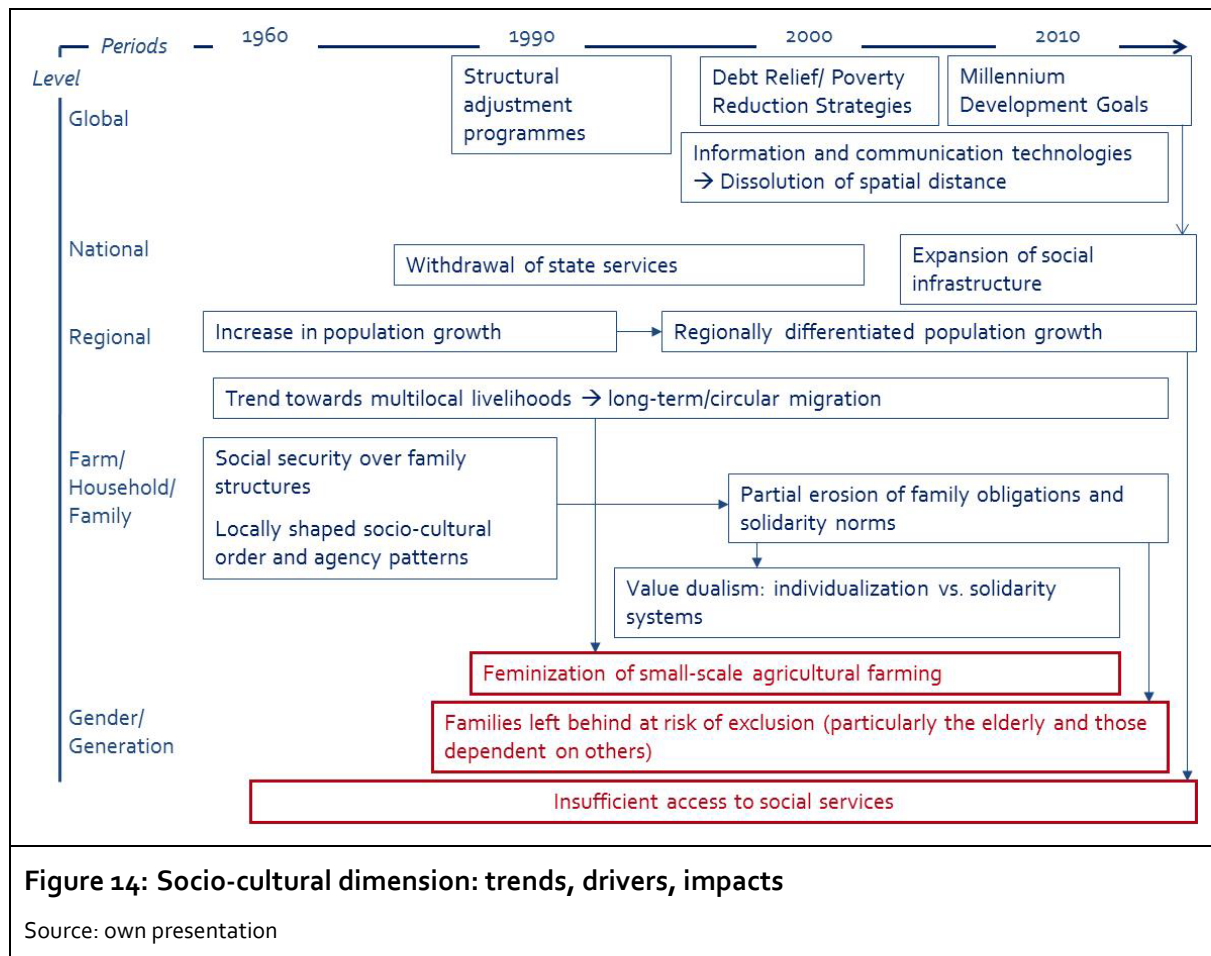 Periods 1960 1990 2000 2010
Level
Global
Structural
adjustment
programmes
Debt Relief/ Poverty
Reduction Strategies
Millennium
Development Goals
Information and communication technologies
→ Dissolution of spatial distance
National
Withdrawal of state services
Expansion of social
infrastructure
Regional
Increase in population growth
Regionally differentiated population growth
Trend towards multilocal livelihoods → long-term/circular migration
Farm/
Household/
Family
Social security over family
structures
Locally shaped socio-cultural
order and agency patterns
Partial erosion of family obligations and
solidarity norms
Value dualism: individualization vs. solidarity
systems
Feminization of small-scale agricultural farming
Gender/
Generation
Families left behind at risk of exclusion (particularly the elderly and those
dependent on others)
Insufficient access to social services
Figure 14: Socio-cultural dimension: trends, drivers, impacts
Source: own presentation